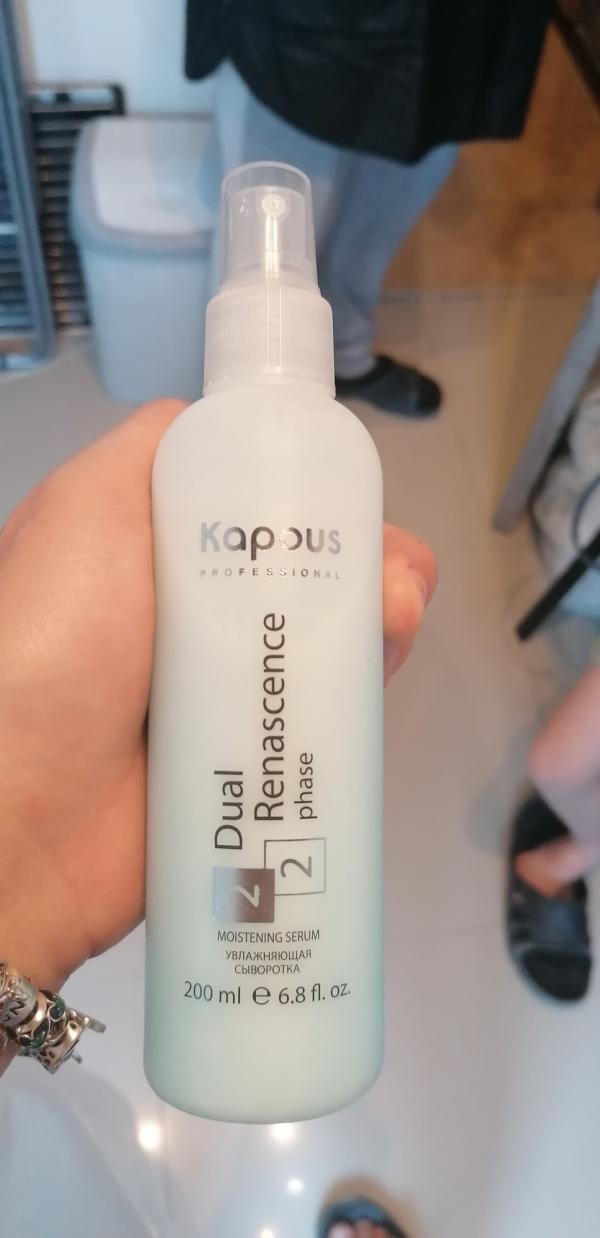 Kapous
PROFESSIONAL
Dual
Renascence
2 2 phase
MOISTENING SERUM
УВЛАЖНЯЮЩАЯ
СЫВОРОТКА
200 ml e 6.8 fl. oz.